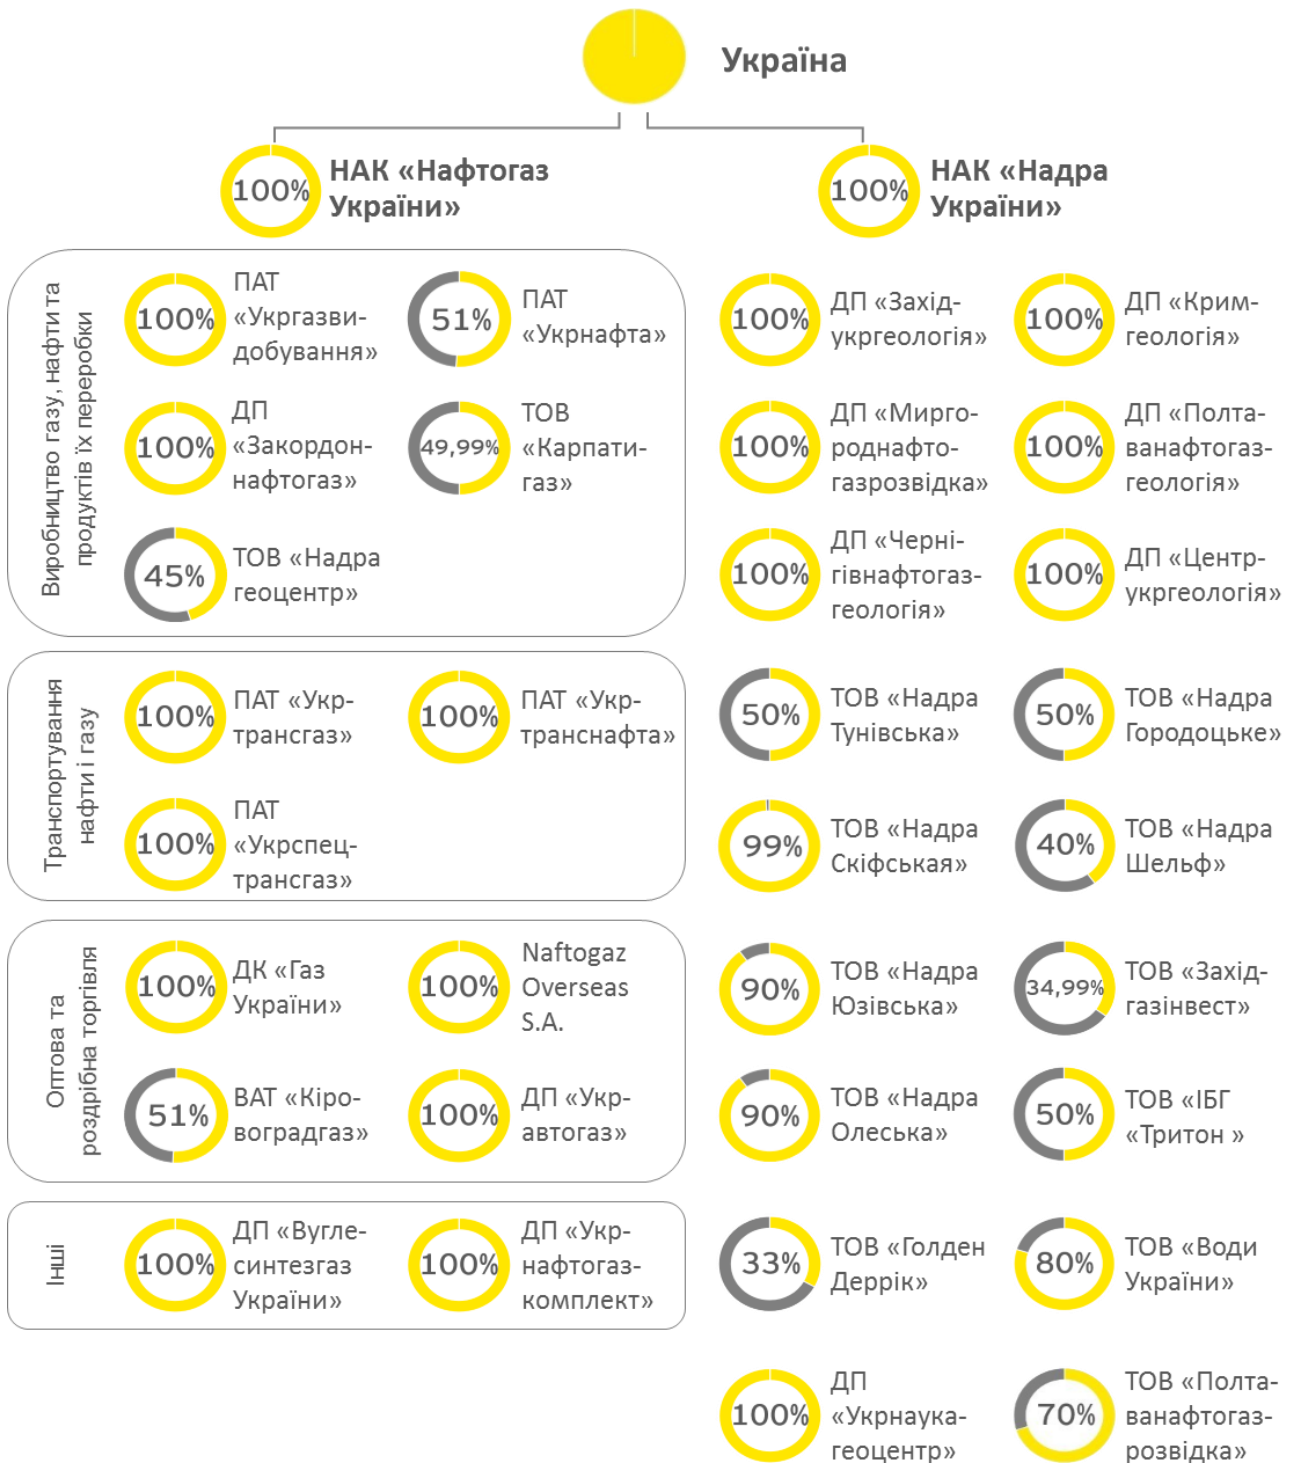 Україна
100%
НАК «Нафтогаз
України»
100%
НАК «Надра
України»
Виробництво газу, нафти та
продуктів їх переробки
100%
ПАТ
«Укргазви-
добування»
51%
ПАТ
«Укрнафта»
100%
ДП
«Закордон-
нафтогаз»
49,99%
ТОВ
«Карпати-
газ»
45%
ТОВ «Надра
геоцентр»
Транспортування
нафти і газу
100%
ПАТ «Укр-
трансгаз»
100%
ПАТ «Укр-
транснафта»
100%
ПАТ
«Укрспец-
трансгаз»
Оптова та
роздрібна торгівля
100%
ДК «Газ
України»
100%
Naftogaz
Overseas
S.A.
51%
ВАТ «Кіро-
воградгаз»
100%
ДП «Укр-
автогаз»
Інші
100%
ДП «Вугле-
синтезгаз
України»
100%
ДП «Укр-
нафтогаз-
комплект»
100%
ДП «Захід-
укргеологія»
100%
ДП «Крим-
геологія»
100%
ДП «Мирго-
роднафто-
газрозвідка»
100%
ДП «Полта-
ванафтогаз-
геологія»
100%
ДП «Черні-
гівнафтогаз-
геологія»
100%
ДП «Центр-
укргеологія»
50%
ТОВ «Надра
Тунівська»
50%
ТОВ «Надра
Городоцьке»
99%
ТОВ «Надра
Скіфськая»
40%
ТОВ «Надра
Шельф»
90%
ТОВ «Надра
Юзівська»
34,99%
ТОВ «Захід-
газінвест»
90%
ТОВ «Надра
Олеська»
50%
ТОВ «ІБГ
«Тритон »
33%
ТОВ «Голден
Деррік»
80%
ТОВ «Води
України»
100%
ДП
«Укрнаука-
геоцентр»
70%
ТОВ «Полта-
ванафтогаз-
розвідка»